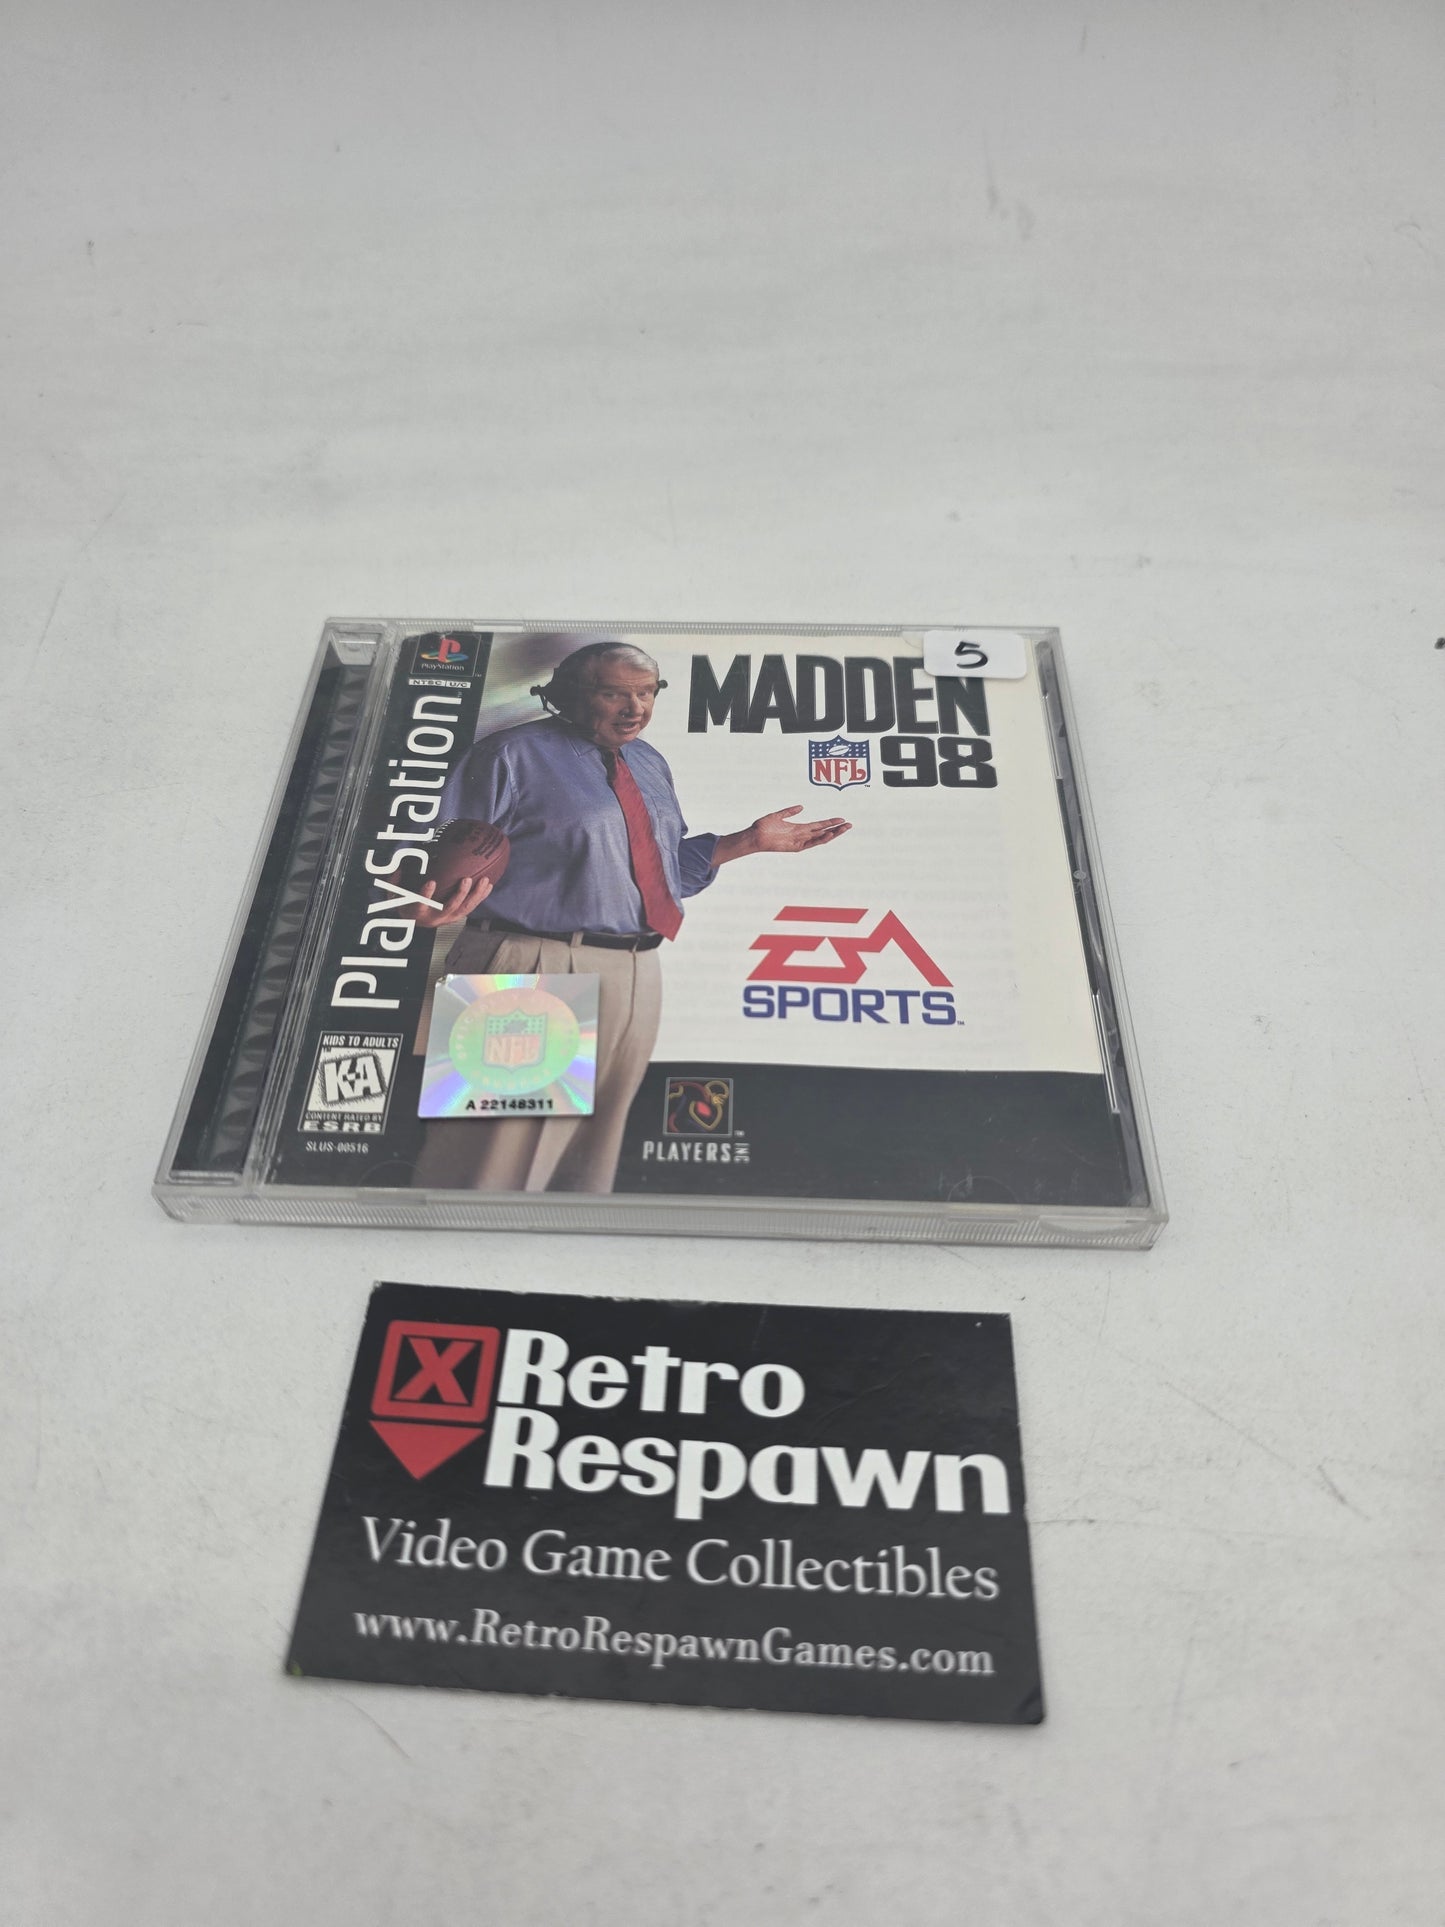 PlayStation
NTSC U/C
PlayStation
MADDEN
5
NFL
98
EA
SPORTS
NFL
A 22148311
KIDS TO ADULTS
K-A
CONTENT RATED BY
ESRB
SLUS-00516
PLAYERS INC
X
Retro
Respawn
Video Game Collectibles
www.RetroRespawnGames.com